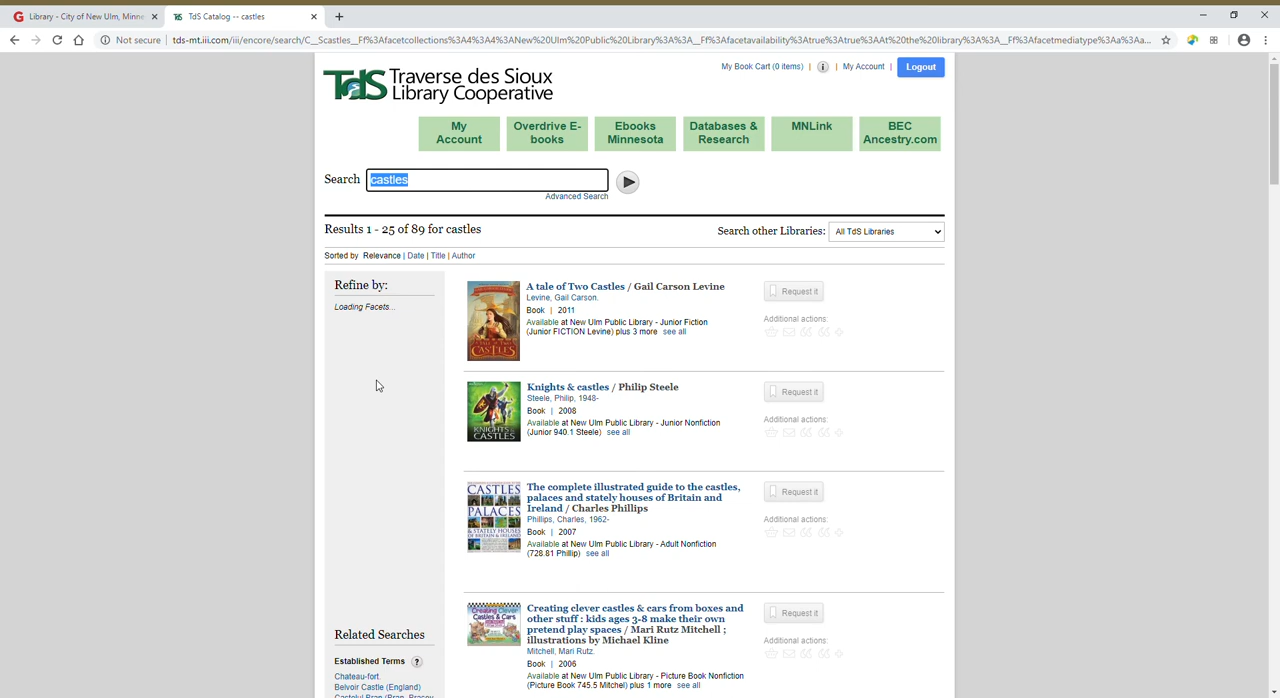 Library - City of New Ulm, Minne
TdS Catalog -- castles
Not secure | tds-mt.iii.com/iii/encore/search/C__Scastles__Ff%3Afacetcollections%3A4%3A4%3ANew%20Ulm%20Public%20Library%3A%3A__Ff%3Afacetavailability%3Atrue%3Atrue%3AAt%20the%20library%3A%3A__Ff%3Afacetmediatype%3Aa%3Aa...
My Book Cart (0 items) | i | My Account | Logout
TdS Traverse des Sioux
Library Cooperative
My Account
Overdrive E-books
Ebooks Minnesota
Databases & Research
MNLink
BEC Ancestry.com
Search castles
Advanced Search
Results 1 - 25 of 89 for castles
Search other Libraries: All TdS Libraries
Sorted by Relevance | Date | Title | Author
Refine by:
Loading Facets...
A tale of Two Castles / Gail Carson Levine
Levine, Gail Carson.
Book | 2011
Available at New Ulm Public Library - Junior Fiction
(Junior FICTION Levine) plus 3 more see all
Request it
Additional actions:
CASTLES
Knights & castles / Philip Steele
Steele, Philip, 1948-
Book | 2008
Available at New Ulm Public Library - Junior Nonfiction
(Junior 940.1 Steele) see all
Request it
Additional actions:
KNIGHTS &
CASTLES
The complete illustrated guide to the castles,
palaces and stately houses of Britain and
Ireland / Charles Phillips
Phillips, Charles, 1962-
Book | 2007
Available at New Ulm Public Library - Adult Nonfiction
(728.81 Phillip) see all
Request it
Additional actions:
CASTLES
PALACES
& STATELY HOUSES
Creating clever castles & cars from boxes and
other stuff : kids ages 3-8 make their own
pretend play spaces / Mari Rutz Mitchell ;
illustrations by Michael Kline
Mitchell, Mari Rutz.
Book | 2006
Available at New Ulm Public Library - Picture Book Nonfiction
(Picture Book 745.5 Mitchel) plus 1 more see all
Request it
Additional actions:
Creating Clever
Castles & Cars
Related Searches
Established Terms ?
Chateau-fort.
Belvoir Castle (England)